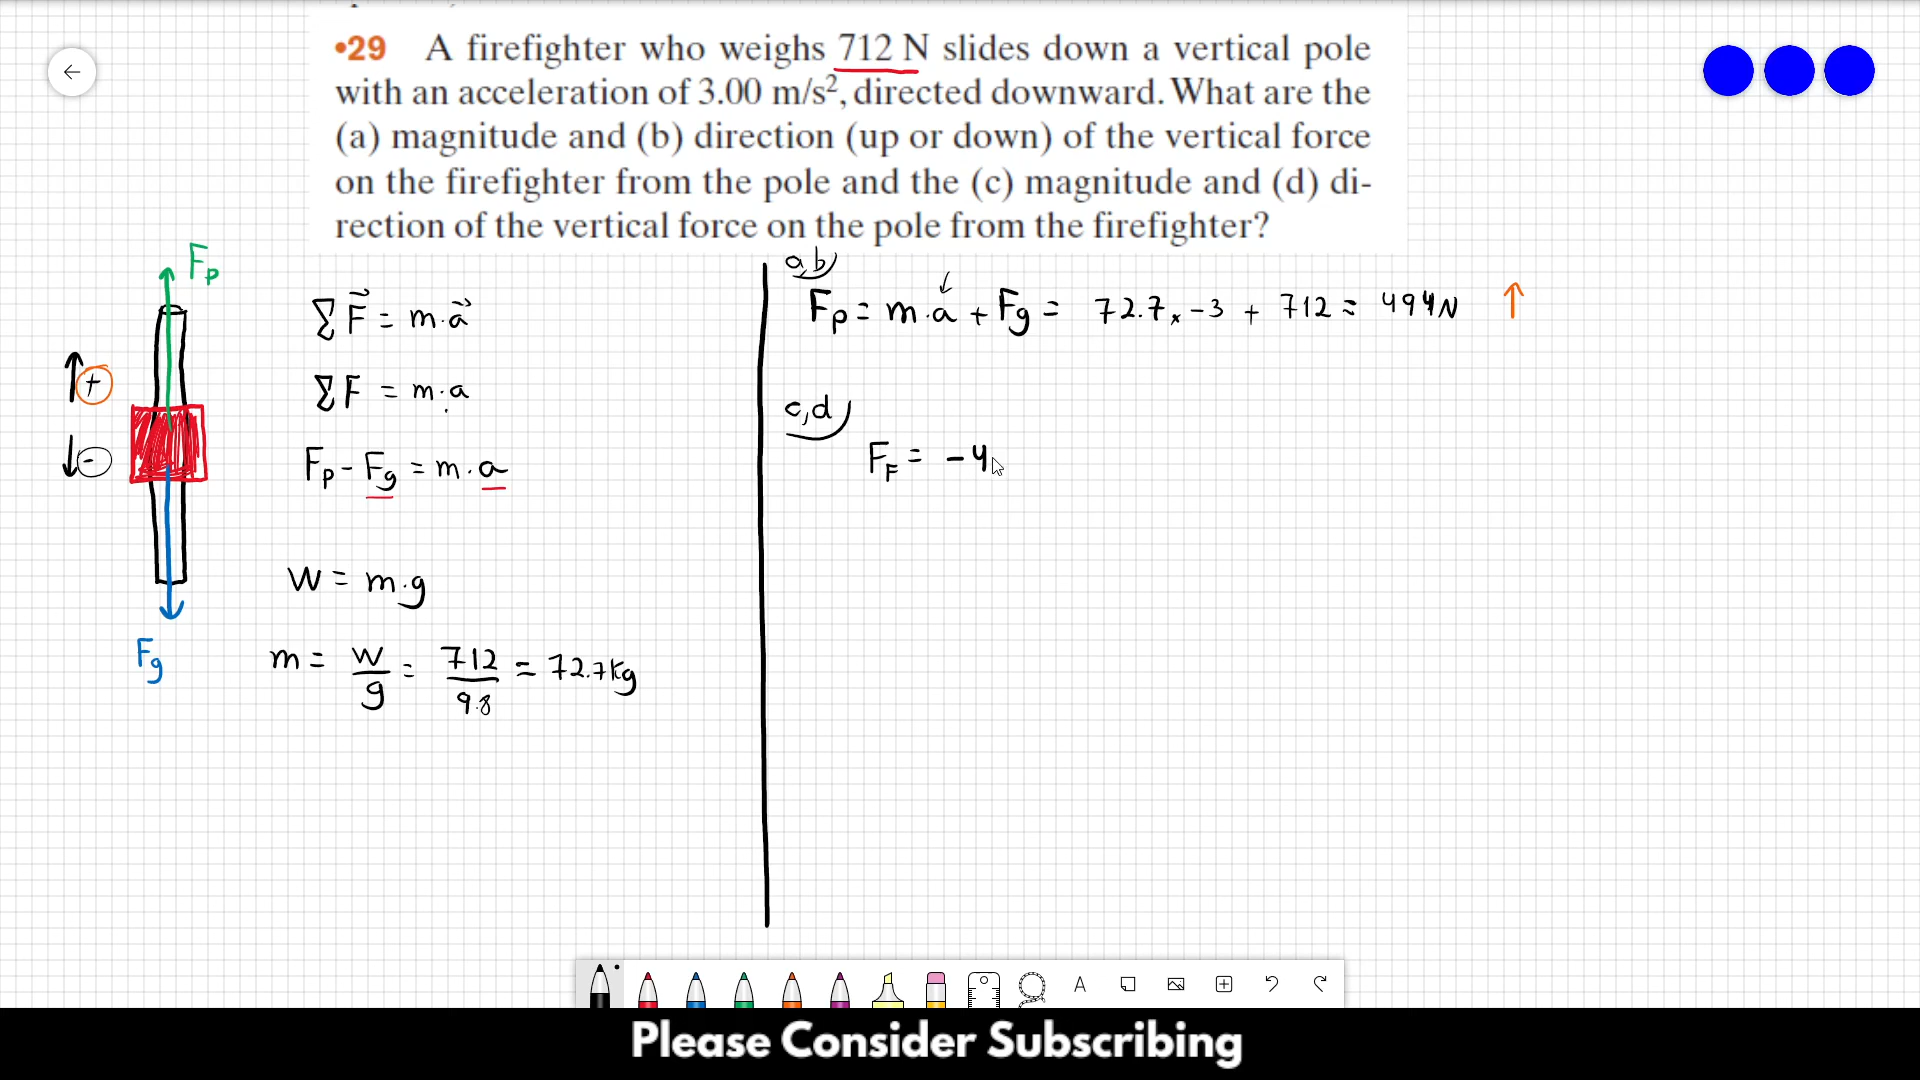 •29 A firefighter who weighs 712 N slides down a vertical pole
with an acceleration of 3.00 m/s², directed downward. What are the
(a) magnitude and (b) direction (up or down) of the vertical force
on the firefighter from the pole and the (c) magnitude and (d) di-
rection of the vertical force on the pole from the firefighter?
Fp
+
-
Fg
∑F⃗ = m·a⃗
∑F = m·a
Fp - Fg = m·a
W = m·g
m = W/g = 712/9.8 = 72.7kg
a,b)
Fp = m·a + Fg = 72.7 x -3 + 712 = 494N ↑
c,d)
F_F = -4
A
Please Consider Subscribing